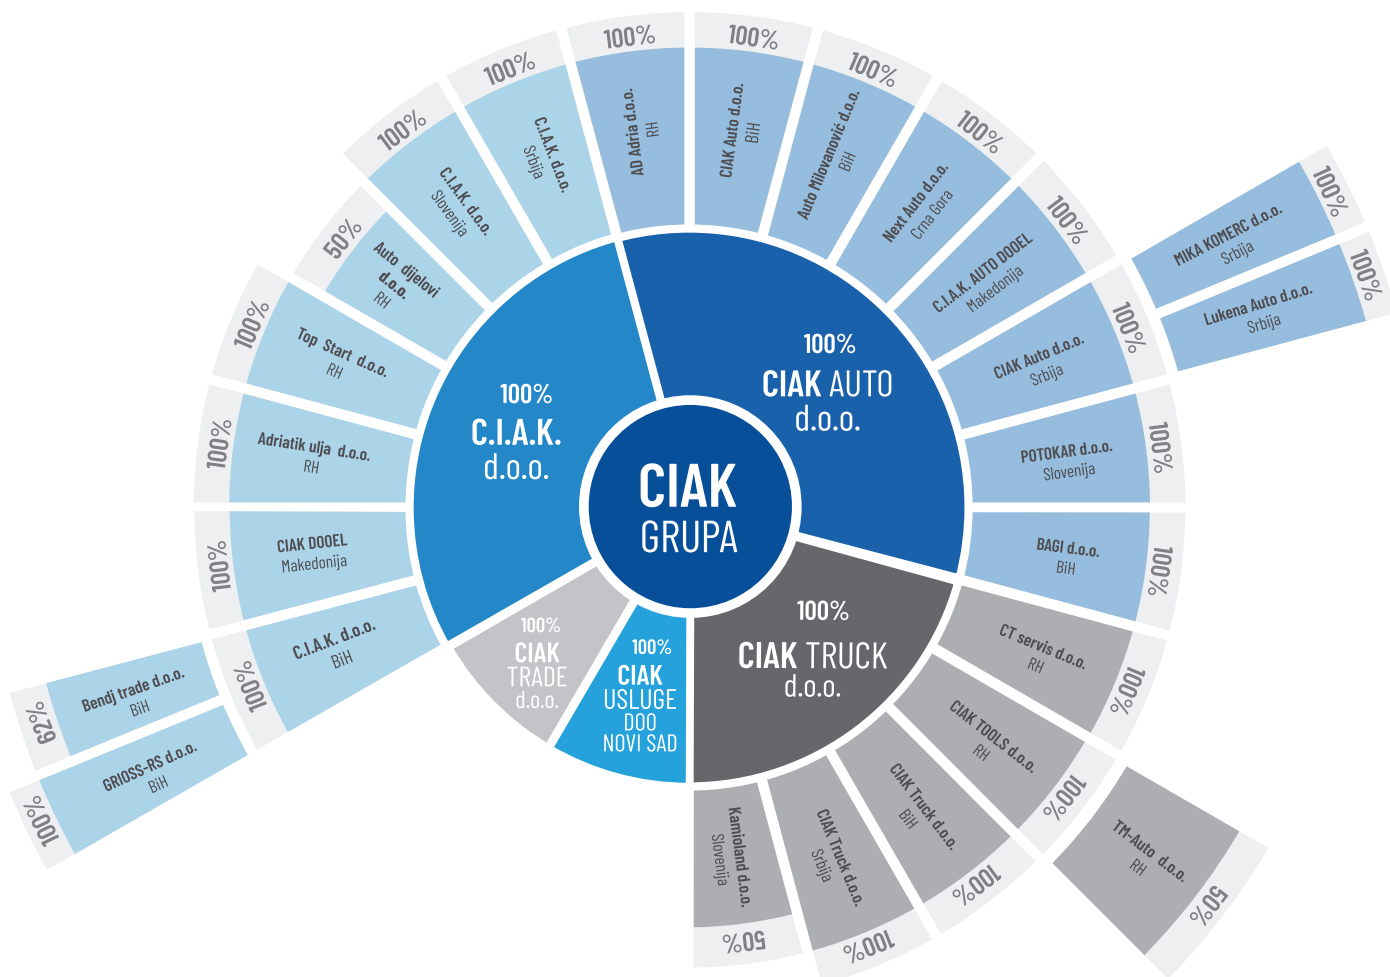 CIAK
GRUPA
100%
CIAK AUTO
d.o.o.
100%
CIAK TRUCK
d.o.o.
100%
CIAK
USLUGE
DOO
NOVI SAD
100%
CIAK
TRADE
d.o.o.
100%
C.I.A.K.
d.o.o.
100%
AD Adria d.o.o.
RH
100%
CIAK Auto d.o.o.
BiH
100%
Auto Milovanović d.o.o.
BiH
100%
Next Auto d.o.o.
Crna Gora
100%
C.I.A.K. AUTO DOOEL
Makedonija
100%
CIAK Auto d.o.o.
Srbija
100%
MIKA KOMERC d.o.o.
Srbija
100%
Lukena Auto d.o.o.
Srbija
100%
POTOKAR d.o.o.
Slovenija
100%
BAGI d.o.o.
BiH
100%
CT servis d.o.o.
RH
100%
CIAK TOOLS d.o.o.
RH
100%
TM-Auto d.o.o.
RH
50%
CIAK Truck d.o.o.
BiH
100%
CIAK Truck d.o.o.
Srbija
100%
Kamioland d.o.o.
Slovenija
50%
C.I.A.K. d.o.o.
BiH
100%
GRIOSS-RS d.o.o.
BiH
100%
Bendj trade d.o.o.
BiH
62%
CIAK DOOEL
Makedonija
100%
Adriatik ulja d.o.o.
RH
100%
Top Start d.o.o.
RH
100%
Auto dijelovi
d.o.o.
RH
50%
C.I.A.K. d.o.o.
Slovenija
100%
C.I.A.K. d.o.o.
Srbija
100%